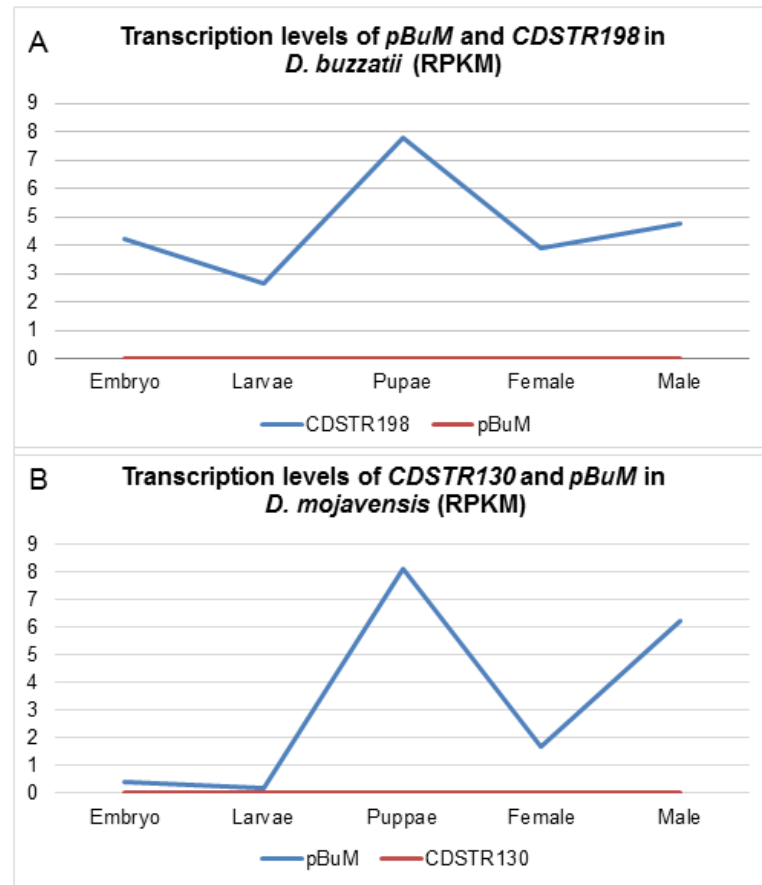 A
Transcription levels of pBuM and CDSTR198 in
D. buzzatii (RPKM)
9
8
7
6
5
4
3
2
1
0
Embryo Larvae Pupae Female Male
CDSTR198 pBuM
B
Transcription levels of CDSTR130 and pBuM in
D. mojavensis (RPKM)
9
8
7
6
5
4
3
2
1
0
Embryo Larvae Puppae Female Male
pBuM CDSTR130